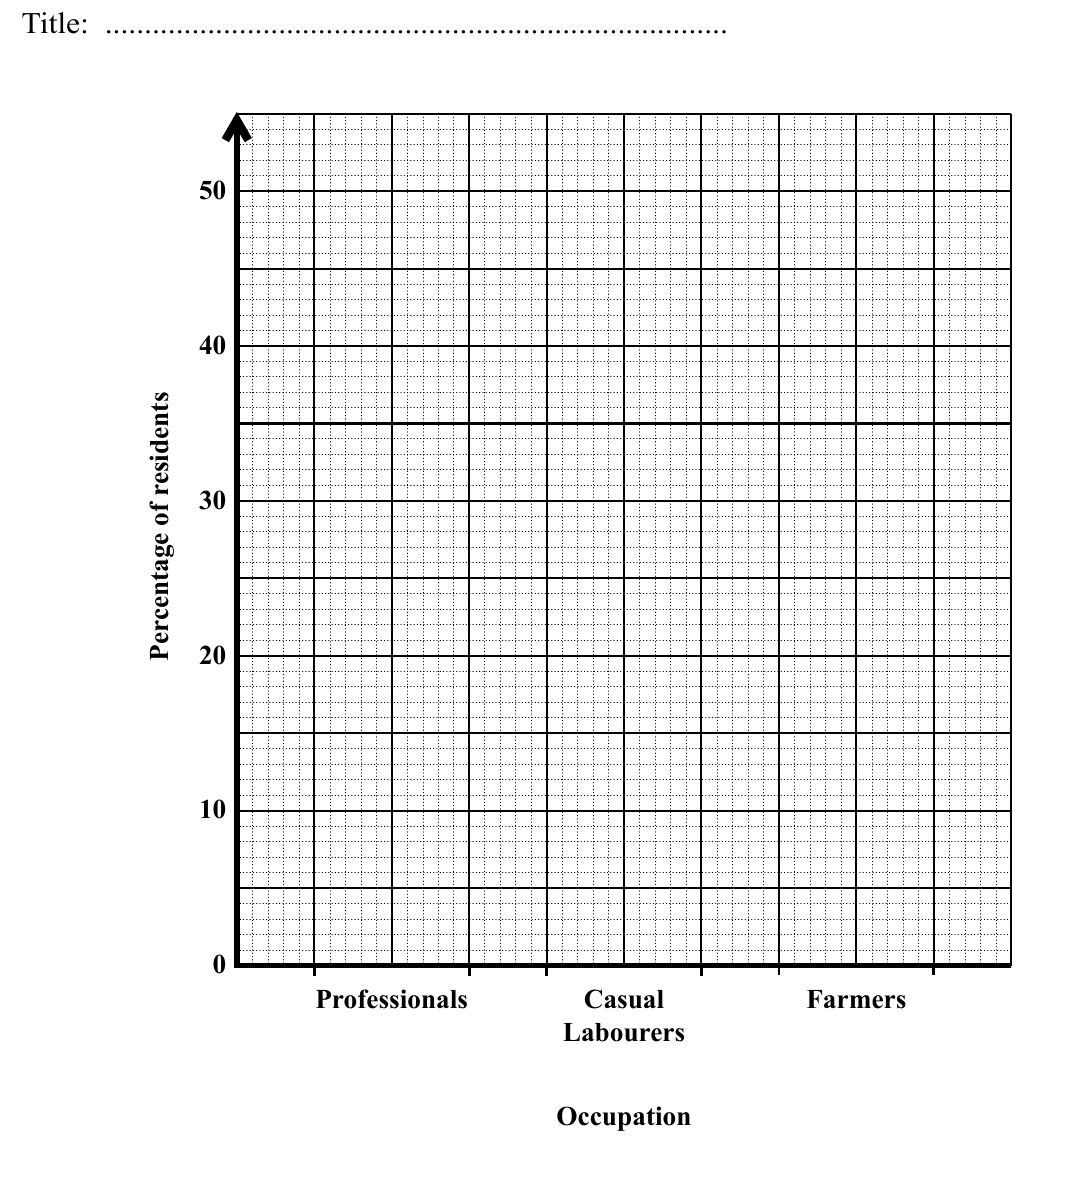 Title: ...............................................................................
50
40
30
20
10
0
Percentage of residents
Professionals
Casual
Labourers
Farmers
Occupation